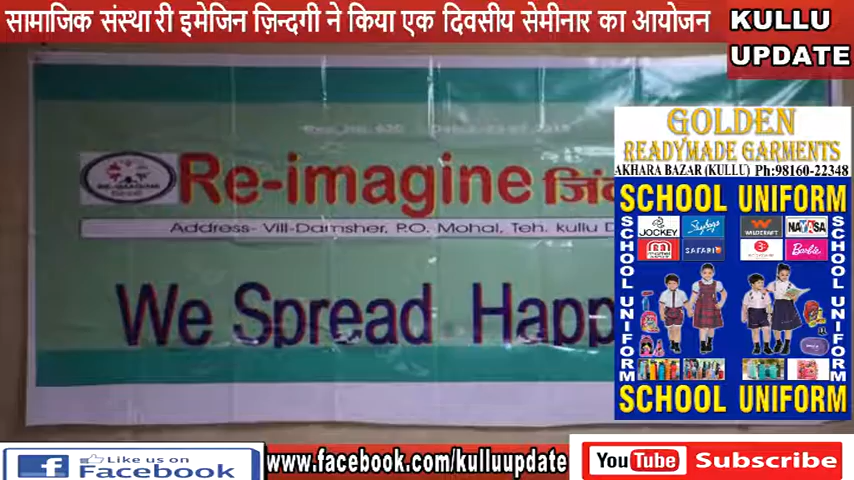 सामाजिक संस्था री इमेजिन ज़िन्दगी ने किया एक दिवसीय सेमीनार का आयोजन
KULLU
UPDATE
Re-imagine
Address- Vill-Damsher, P.O. Mohal, Teh. kullu D
We Spread Happ
GOLDEN
READYMADE GARMENTS
AKHARA BAZAR (KULLU) Ph:98160-22348
SCHOOL UNIFORM
SCHOOL UNIFORM
SCHOOL UNIFORM
JOCKEY
Skybags
WILDCRAFT
NAYASA
SAFARI
Barbie
SCHOOL UNIFORM
Like us on
Facebook
www.facebook.com/kulluupdate
YouTube Subscribe